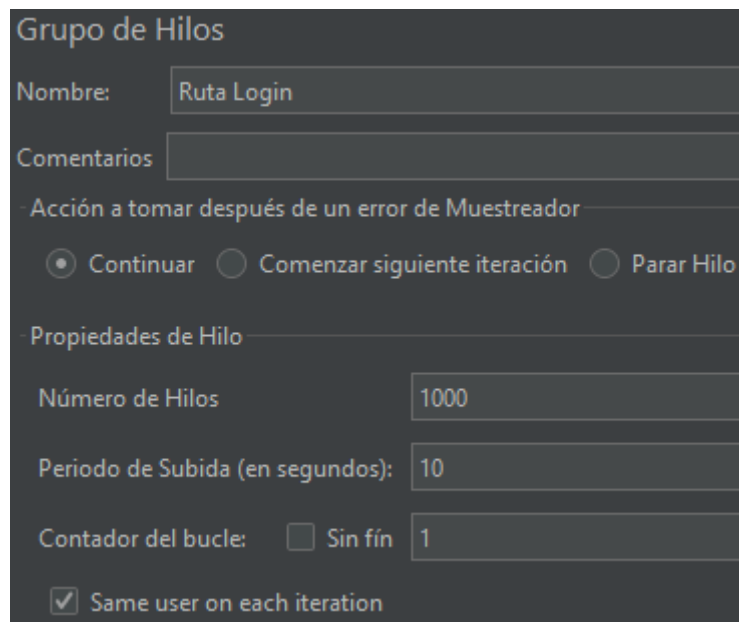 Grupo de Hilos
Nombre: Ruta Login
Comentarios
Acción a tomar después de un error de Muestreador
Continuar Comenzar siguiente iteración Parar Hilo
Propiedades de Hilo
Número de Hilos 1000
Periodo de Subida (en segundos): 10
Contador del bucle: Sin fín 1
Same user on each iteration